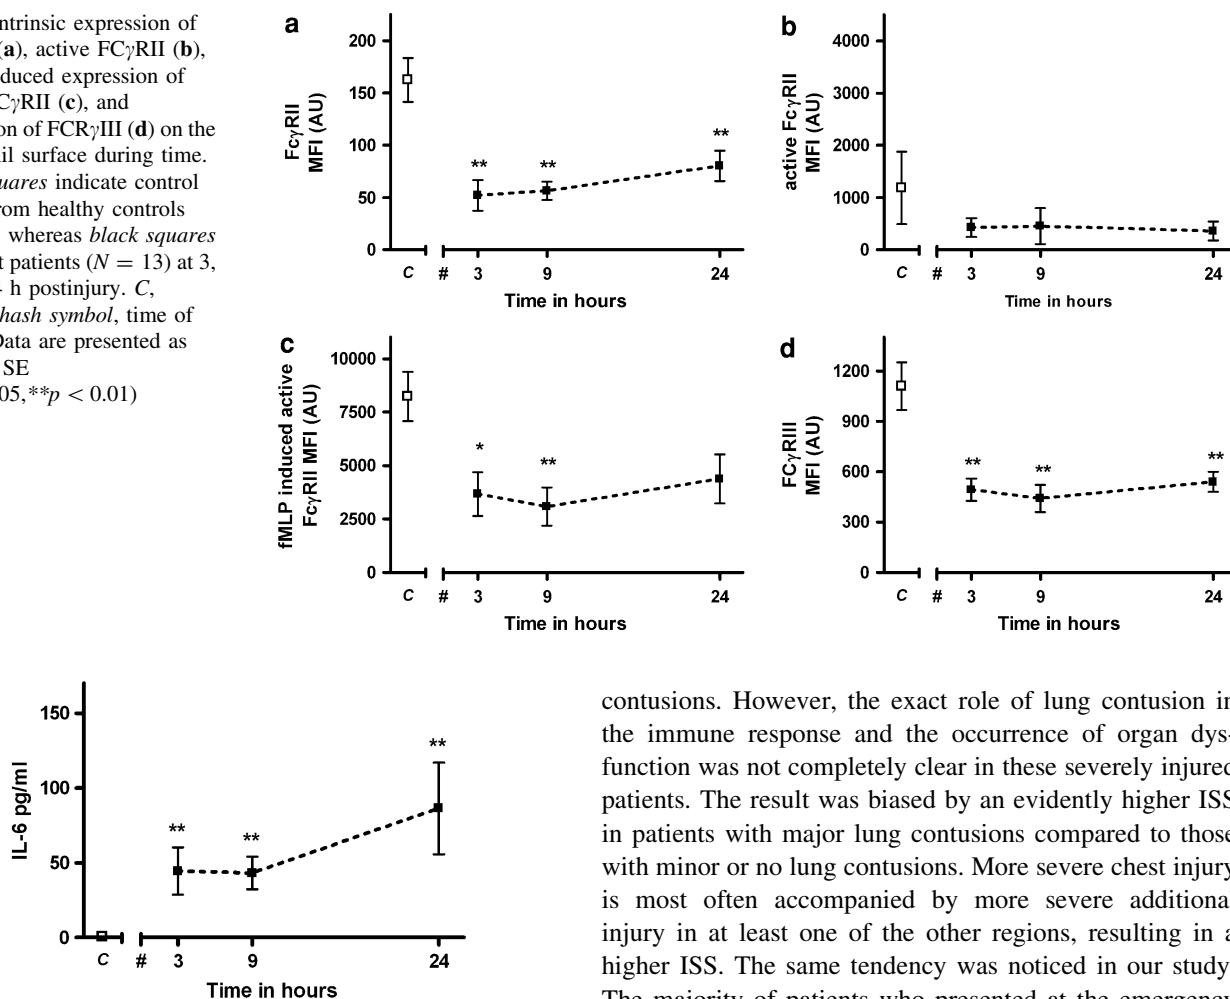 ntrinsic expression of
(a), active FCγRII (b),
duced expression of
CγRII (c), and
on of FCRγIII (d) on the
il surface during time.
uares indicate control
rom healthy controls
, whereas black squares
t patients (N = 13) at 3,
h postinjury. C,
hash symbol, time of
Data are presented as
SE
05,**p < 0.01)
a
FcγRII
MFI (AU)
200
150
100
50
0
** ** **
C # 3 9 24
Time in hours
b
active FcγRII
MFI (AU)
4000
3000
2000
1000
0
C # 3 9 24
Time in hours
c
fMLP induced active
FcγRII MFI (AU)
10000
7500
5000
2500
0
* **
C # 3 9 24
Time in hours
d
FCγRIII
MFI (AU)
1200
900
600
300
0
** ** **
C # 3 9 24
Time in hours
IL-6 pg/ml
150
100
50
0
** ** **
C # 3 9 24
Time in hours
contusions. However, the exact role of lung contusion in
the immune response and the occurrence of organ dys-
function was not completely clear in these severely injured
patients. The result was biased by an evidently higher ISS
in patients with major lung contusions compared to those
with minor or no lung contusions. More severe chest injury
is most often accompanied by more severe additional
injury in at least one of the other regions, resulting in a
higher ISS. The same tendency was noticed in our study.
The majority of patients who presented at the emergency